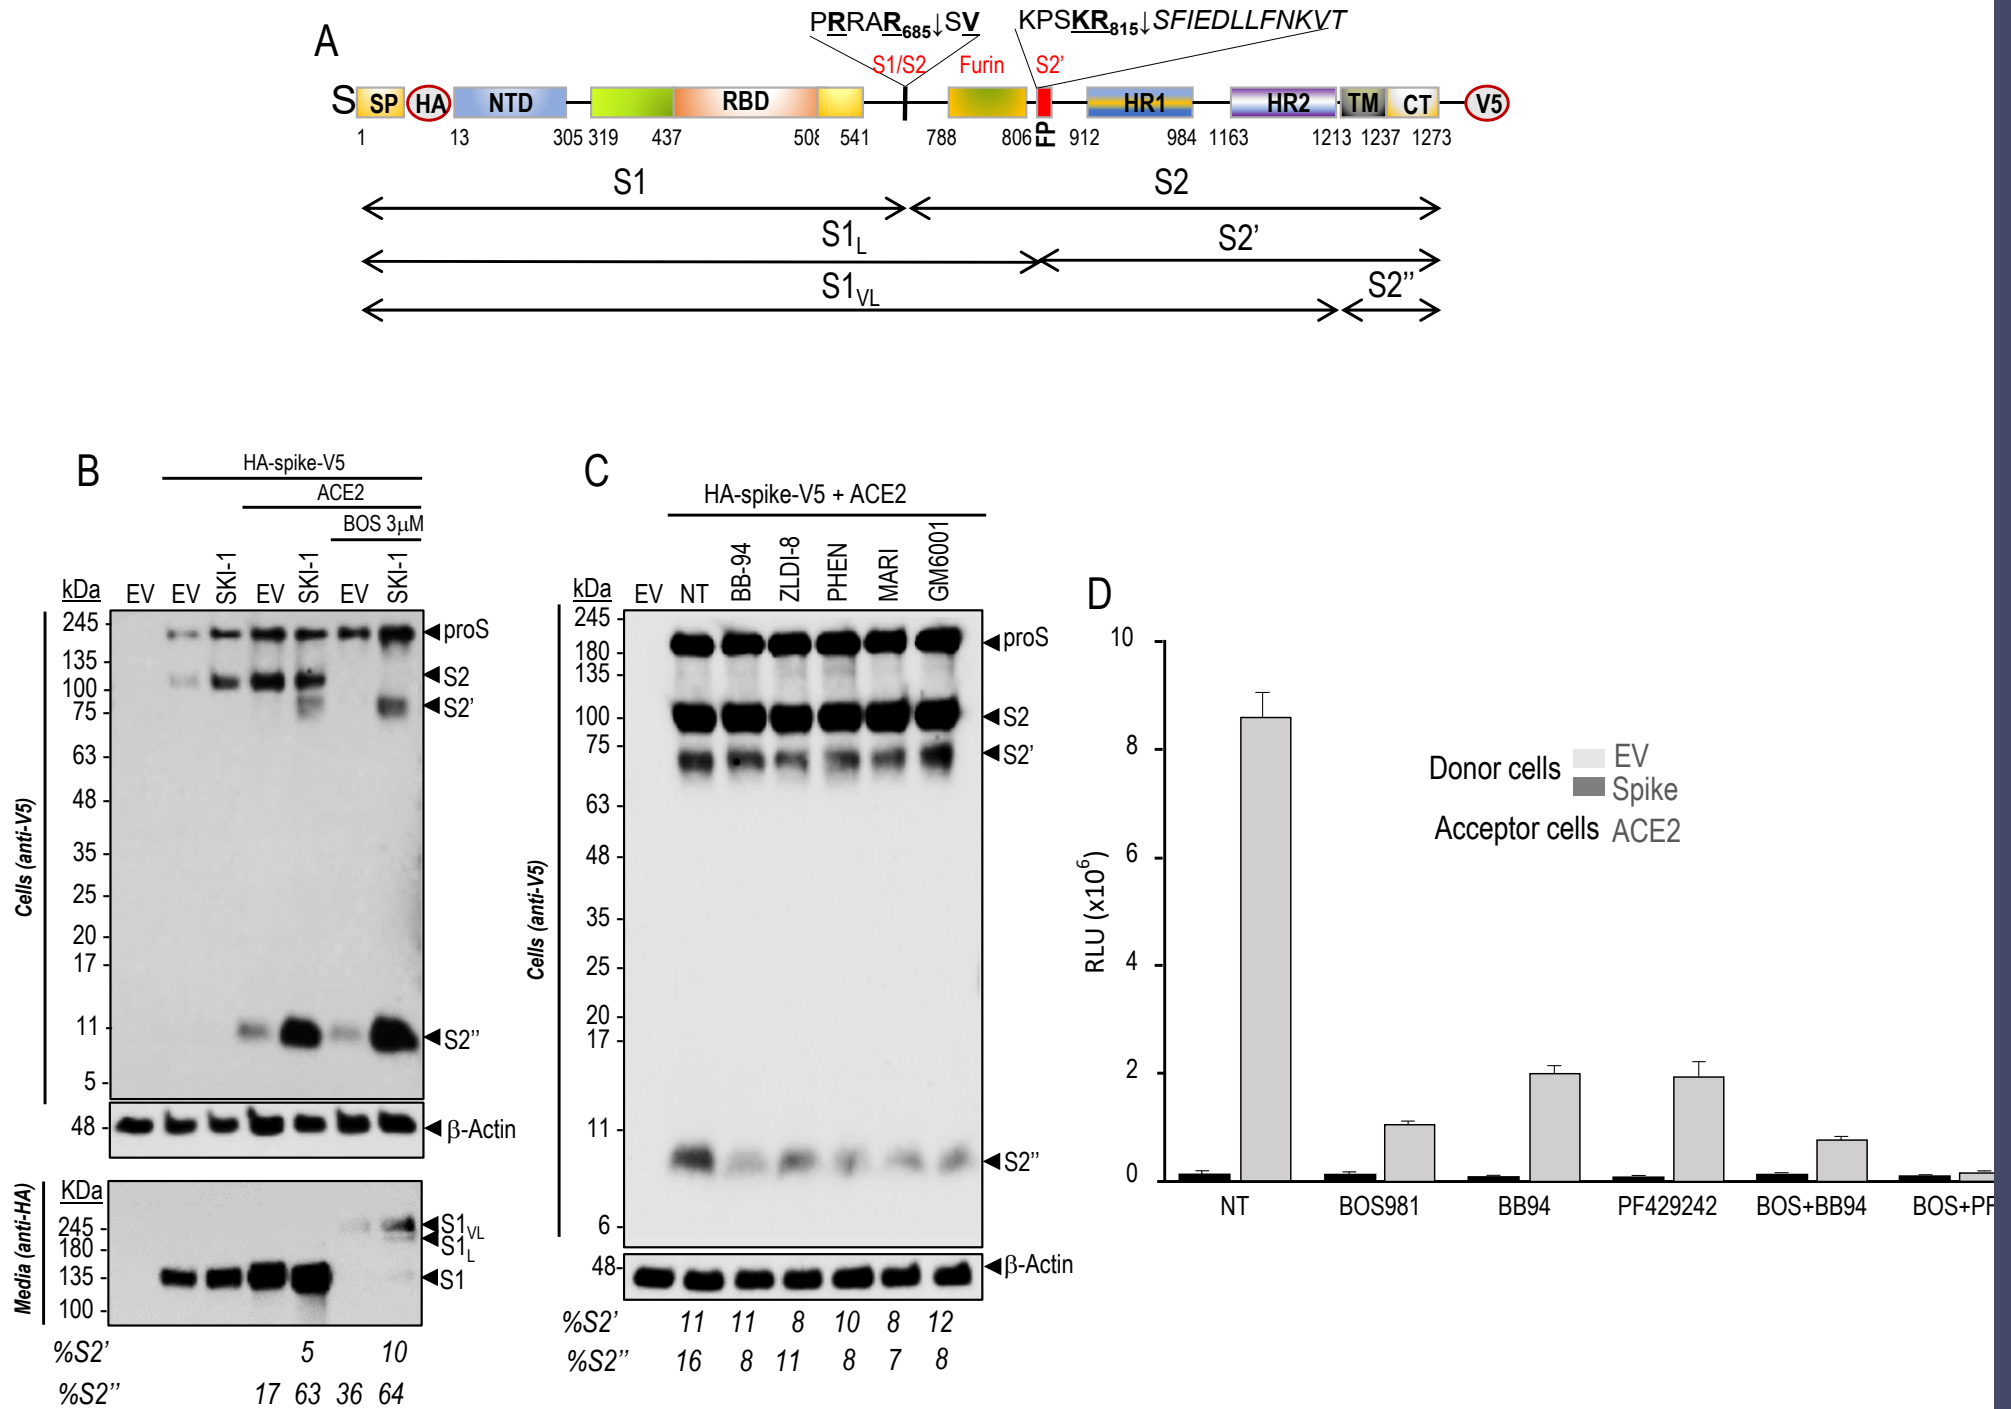 A
PRRAR685↓SV
KPSKR815↓SFIEDLLFNKVT
S1/S2
Furin
S2’
S
SP
HA
NTD
RBD
FP
HR1
HR2
TM
CT
V5
1
13
305
319
437
508
541
788
806
912
984
1163
1213
1237
1273
S1
S2
S1L
S2’
S1VL
S2’’
B
HA-spike-V5
ACE2
BOS 3µM
kDa
EV
EV
SKI-1
EV
SKI-1
EV
SKI-1
Cells (anti-V5)
245
135
100
75
63
48
35
25
20
17
11
5
proS
S2
S2’
S2’’
48
β-Actin
Media (anti-HA)
KDa
245
180
135
100
S1VL
S1L
S1
%S2’ 5 10
%S2’’ 17 63 36 64
C
HA-spike-V5 + ACE2
kDa
EV
NT
BB-94
ZLDI-8
PHEN
MARI
GM6001
Cells (anti-V5)
245
180
135
100
75
63
48
35
25
20
17
11
6
proS
S2
S2’
S2’’
48
β-Actin
%S2’ 11 11 8 10 8 12
%S2’’ 16 8 11 8 7 8
D
RLU (x10⁶)
10
8
6
4
2
0
Donor cells
EV
Spike
Acceptor cells ACE2
NT
BOS981
BB94
PF429242
BOS+BB94
BOS+PF